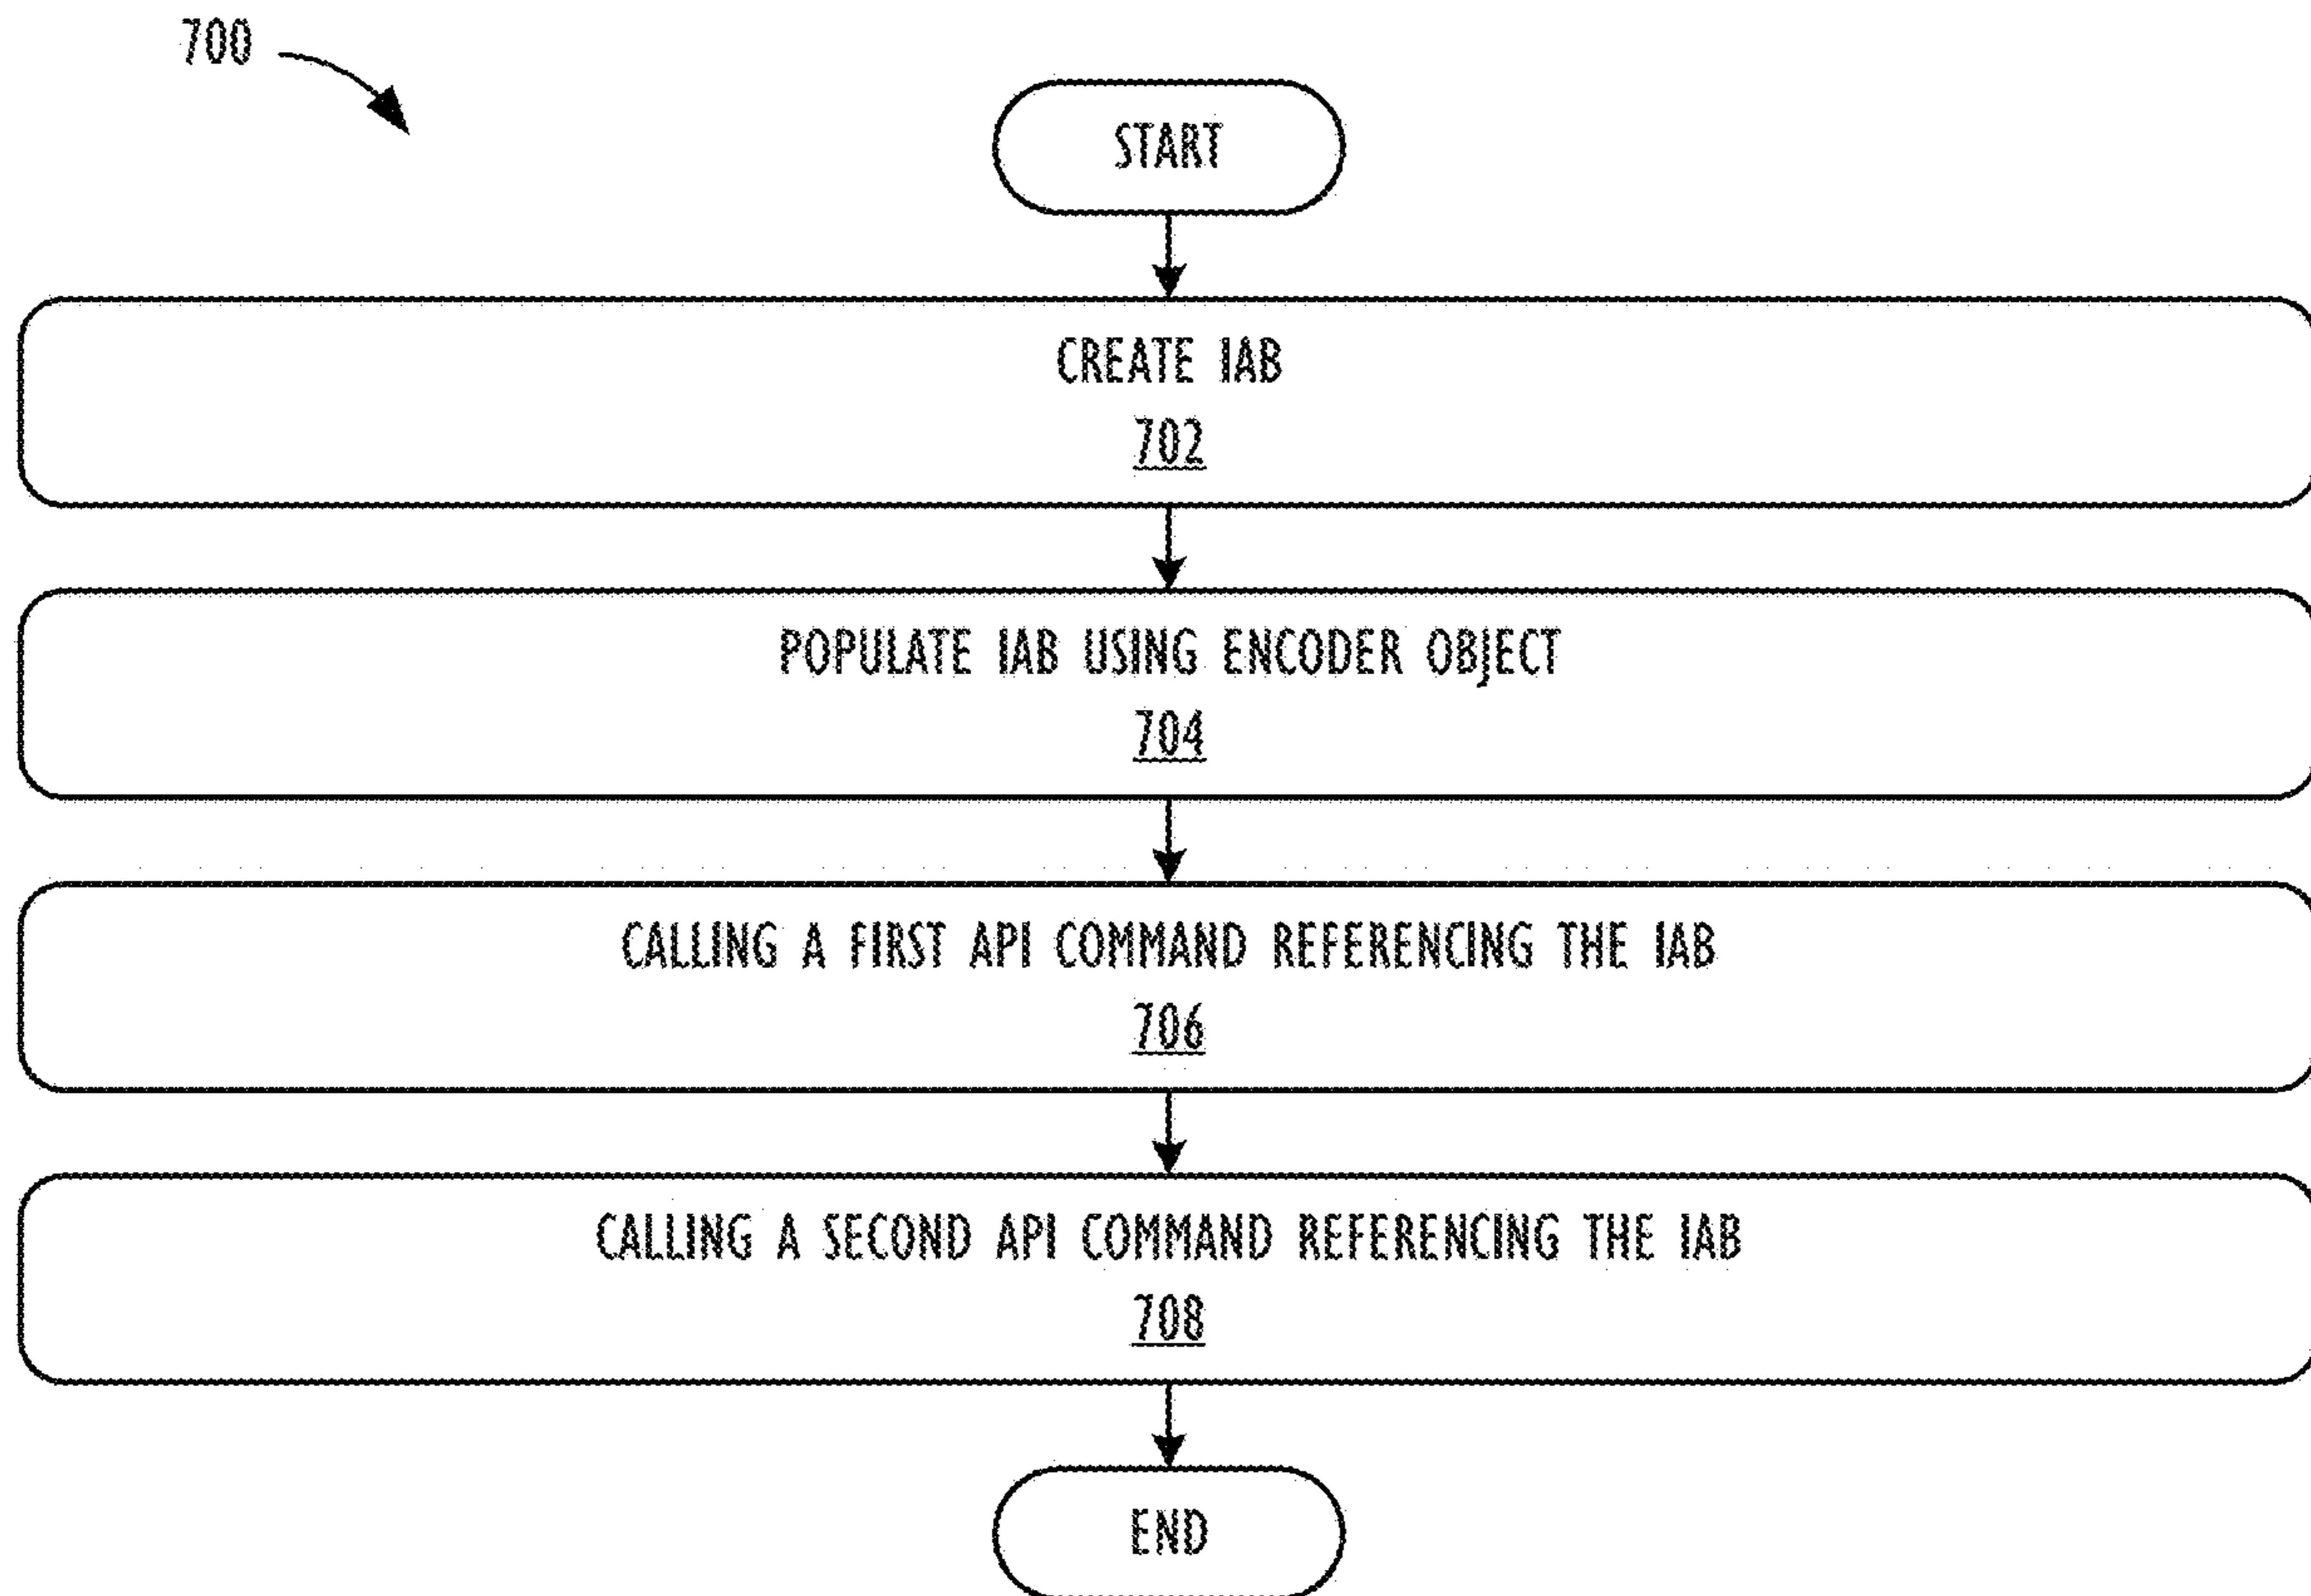 700
START
CREATE IAB
702
POPULATE IAB USING ENCODER OBJECT
704
CALLING A FIRST API COMMAND REFERENCING THE IAB
706
CALLING A SECOND API COMMAND REFERENCING THE IAB
708
END